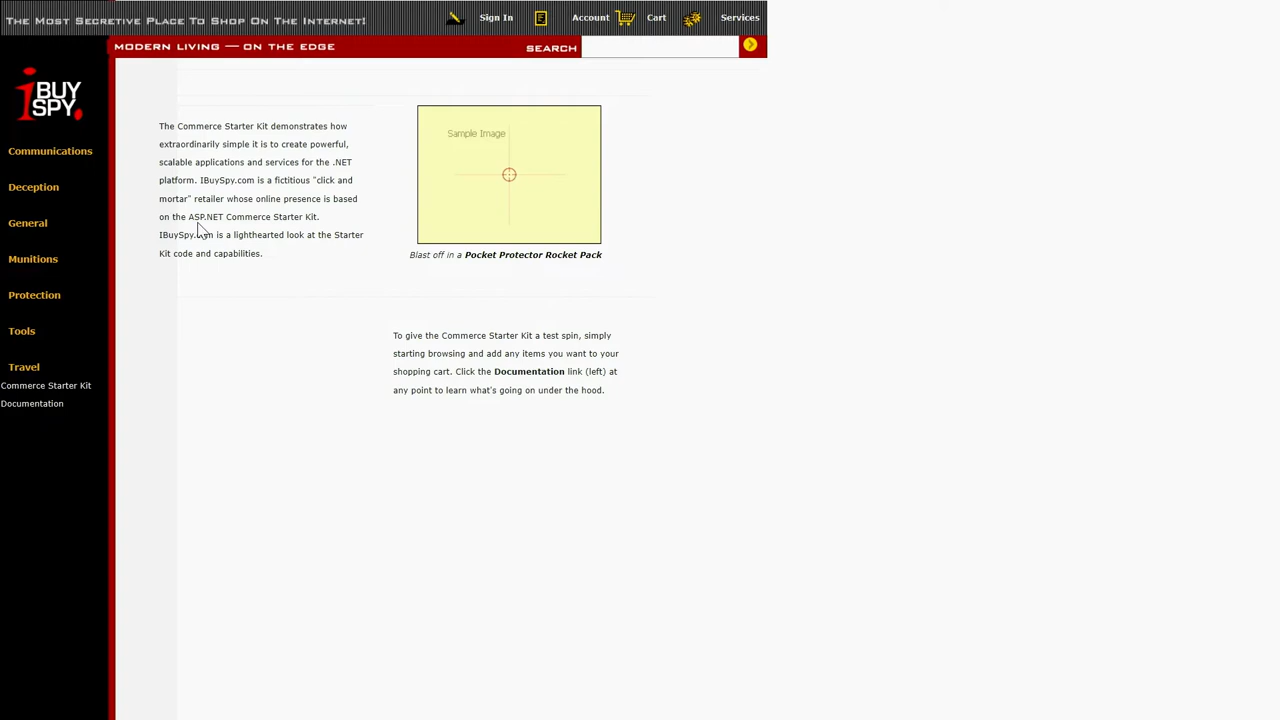 The Most Secretive Place To Shop On The Internet!
Sign In
Account
Cart
Services
MODERN LIVING — ON THE EDGE
SEARCH
iBUY
SPY.
Communications
Deception
General
Munitions
Protection
Tools
Travel
Commerce Starter Kit
Documentation
The Commerce Starter Kit demonstrates how
extraordinarily simple it is to create powerful,
scalable applications and services for the .NET
platform. IBuySpy.com is a fictitious "click and
mortar" retailer whose online presence is based
on the ASP.NET Commerce Starter Kit.
IBuySpy.com is a lighthearted look at the Starter
Kit code and capabilities.
Sample Image
Blast off in a Pocket Protector Rocket Pack
To give the Commerce Starter Kit a test spin, simply
starting browsing and add any items you want to your
shopping cart. Click the Documentation link (left) at
any point to learn what's going on under the hood.